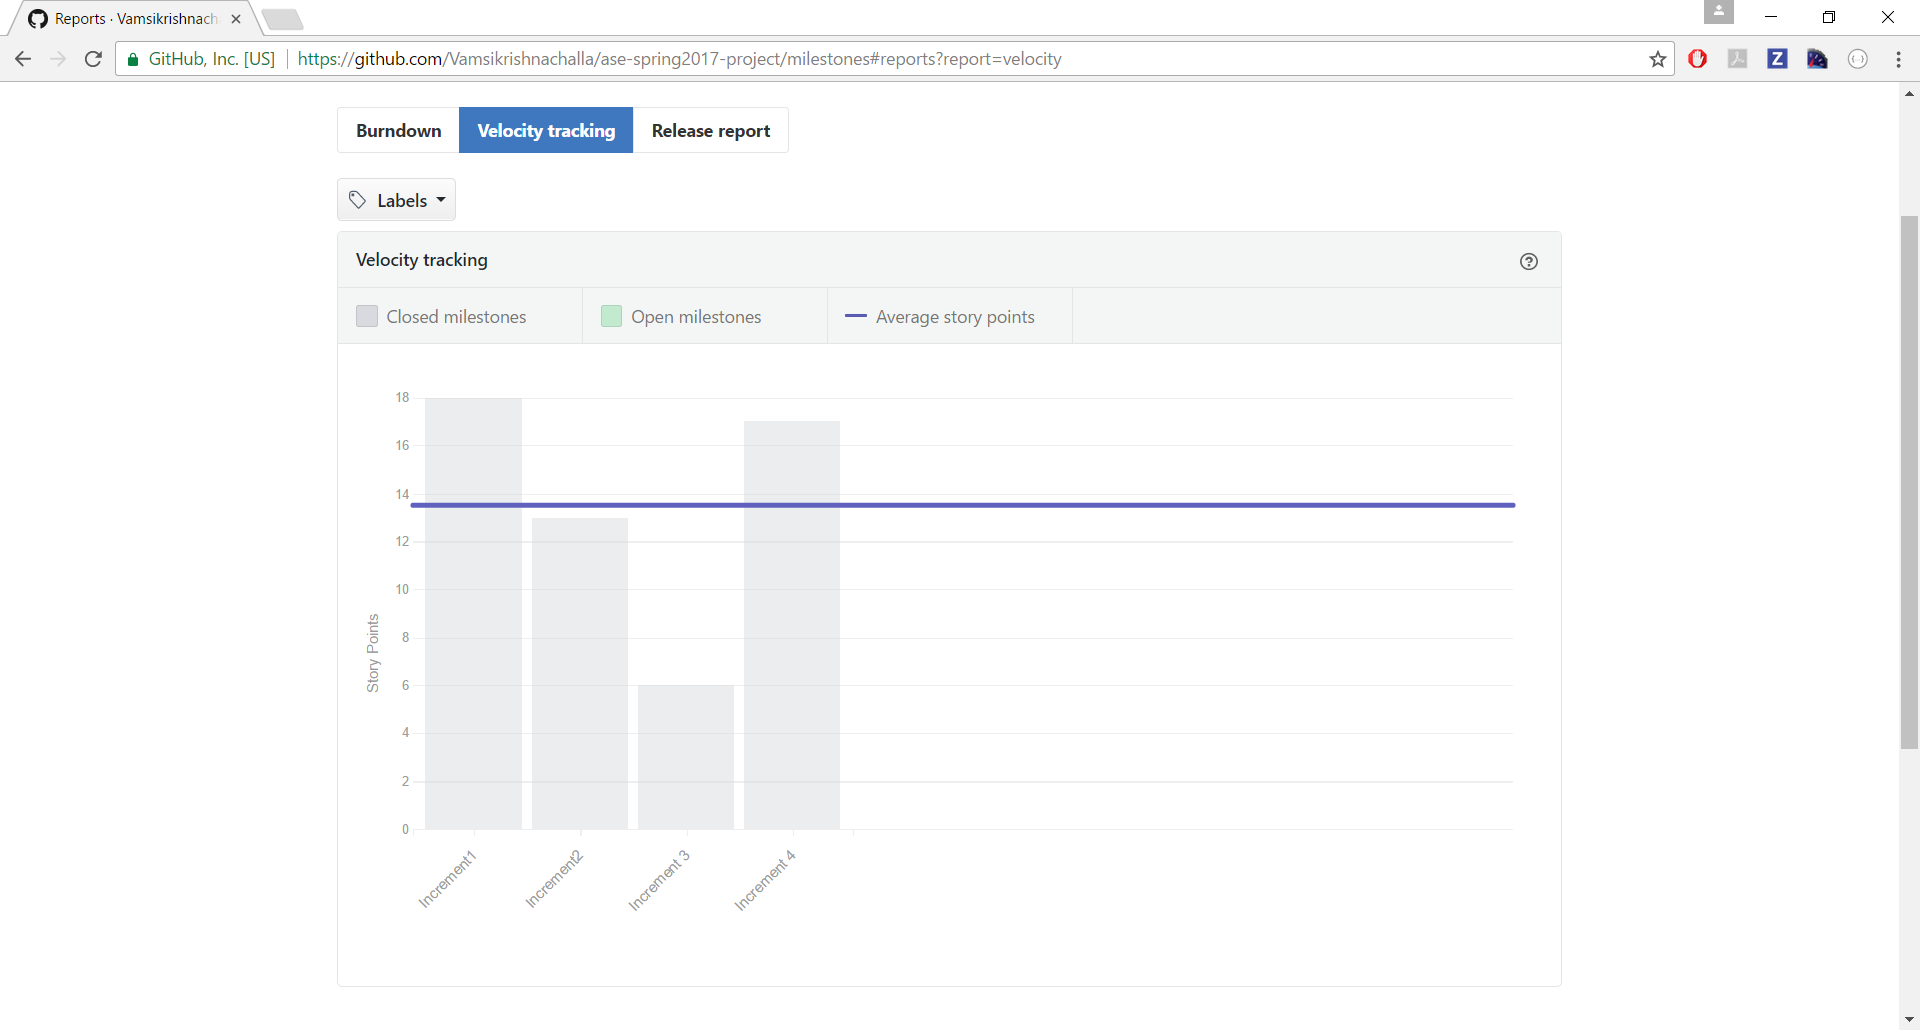 Reports · Vamsikrishnach
GitHub, Inc. [US] https://github.com/Vamsikrishnachalla/ase-spring2017-project/milestones#reports?report=velocity
Z
Burndown Velocity tracking Release report
Labels
Velocity tracking
Closed milestones Open milestones Average story points
18
16
14
12
10
8
6
4
2
0
Story Points
Increment1 Increment2 Increment 3 Increment 4